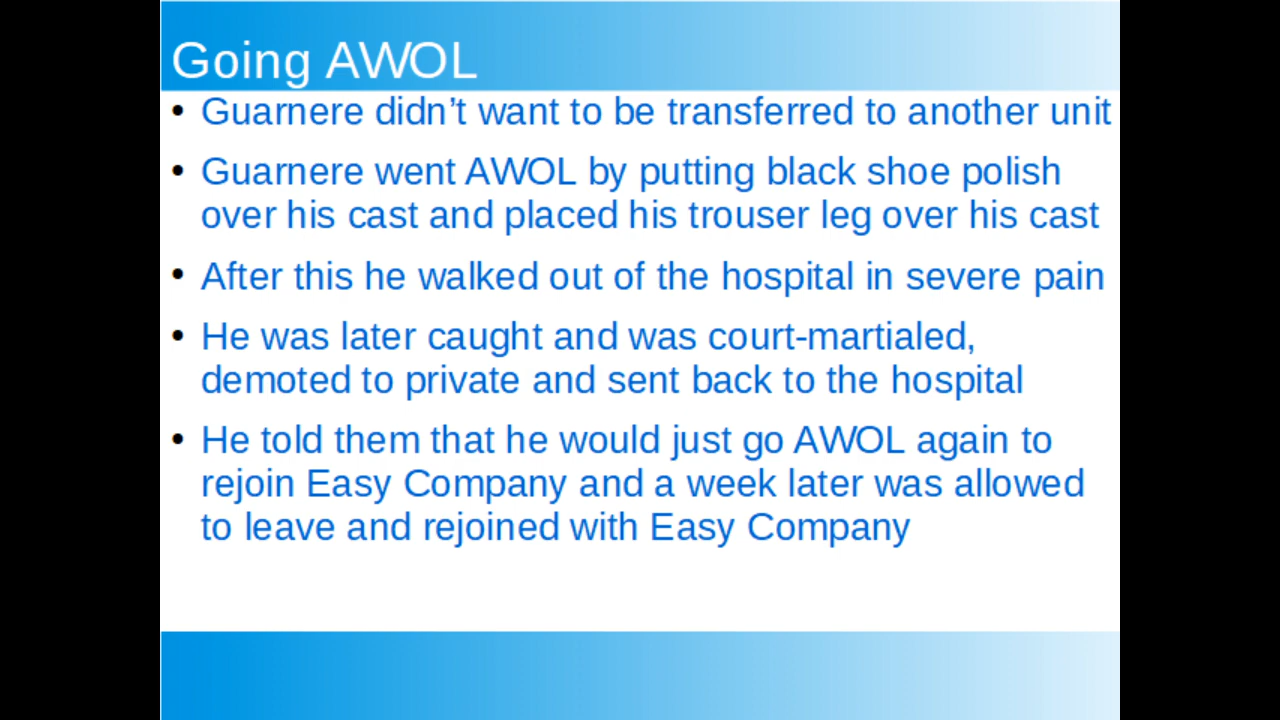 Going AWOL
• Guarnere didn’t want to be transferred to another unit
• Guarnere went AWOL by putting black shoe polish
over his cast and placed his trouser leg over his cast
• After this he walked out of the hospital in severe pain
• He was later caught and was court-martialed,
demoted to private and sent back to the hospital
• He told them that he would just go AWOL again to
rejoin Easy Company and a week later was allowed
to leave and rejoined with Easy Company